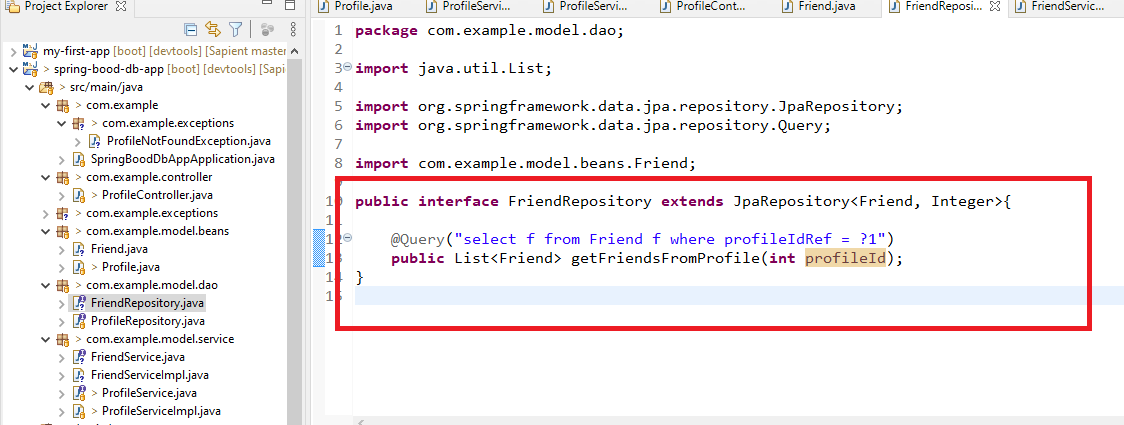 Project Explorer
my-first-app [boot] [devtools] [Sapient master
> spring-bood-db-app [boot] [devtools] [Sapi
> src/main/java
> com.example
> com.example.exceptions
> ProfileNotFoundException.java
> SpringBoodDbAppApplication.java
> com.example.controller
> ProfileController.java
> com.example.exceptions
> com.example.model.beans
> Friend.java
> Profile.java
> com.example.model.dao
FriendRepository.java
ProfileRepository.java
> com.example.model.service
FriendService.java
FriendServiceImpl.java
> ProfileService.java
> ProfileServiceImpl.java
Profile.java
ProfileServi...
ProfileServi...
ProfileCont...
Friend.java
FriendReposi...
FriendServic...
1 package com.example.model.dao;
2
3 import java.util.List;
4
5 import org.springframework.data.jpa.repository.JpaRepository;
6 import org.springframework.data.jpa.repository.Query;
7
8 import com.example.model.beans.Friend;
9
10 public interface FriendRepository extends JpaRepository<Friend, Integer>{
11
12 @Query("select f from Friend f where profileIdRef = ?1")
13 public List<Friend> getFriendsFromProfile(int profileId);
14 }
15